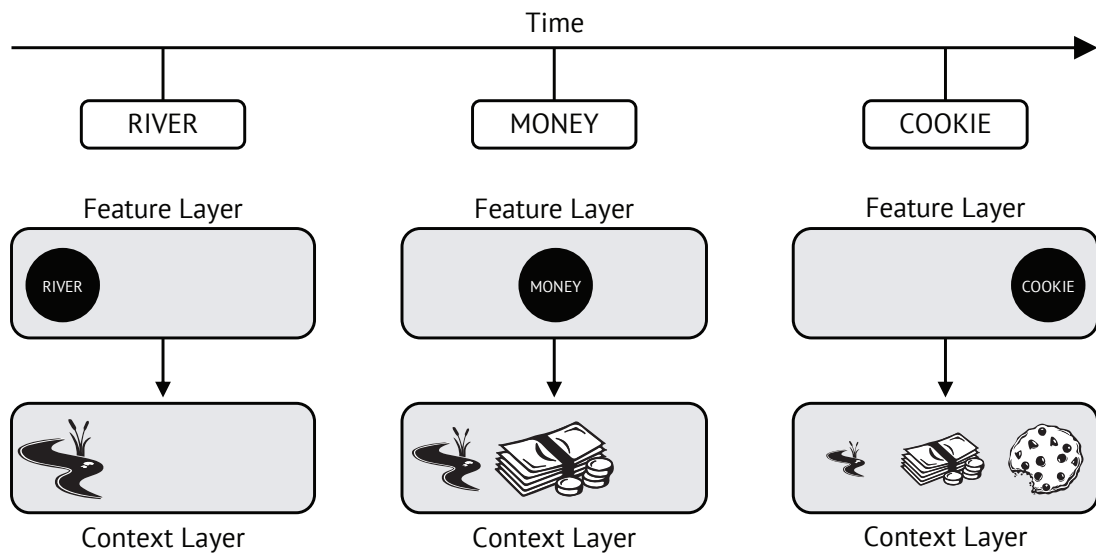 Time
RIVER
MONEY
COOKIE
Feature Layer
Feature Layer
Feature Layer
RIVER
MONEY
COOKIE
Context Layer
Context Layer
Context Layer